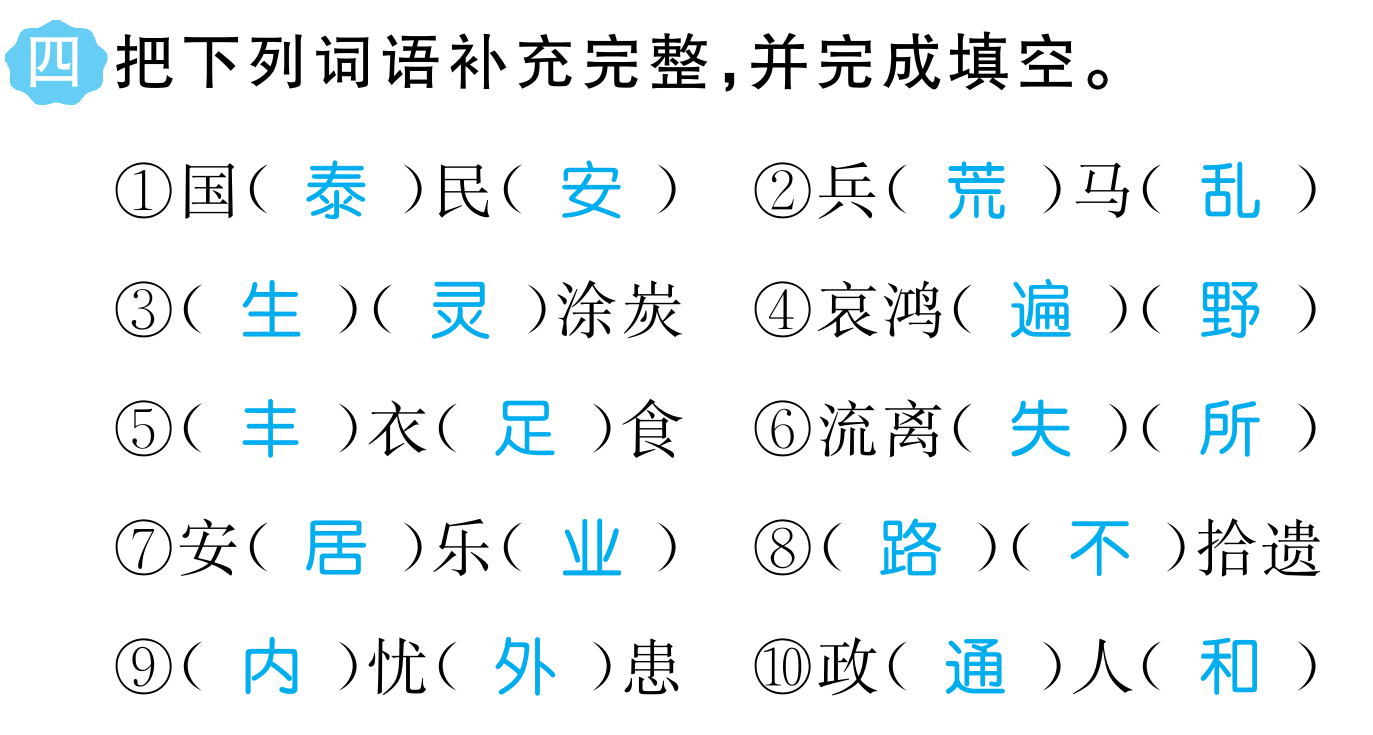 四 把下列词语补充完整,并完成填空。
①国( 泰 )民( 安 ) ②兵( 荒 )马( 乱 )
③( 生 )( 灵 )涂炭 ④哀鸿( 遍 )( 野 )
⑤( 丰 )衣( 足 )食 ⑥流离( 失 )( 所 )
⑦安( 居 )乐( 业 ) ⑧( 路 )( 不 )拾遗
⑨( 内 )忧( 外 )患 ⑩政( 通 )人( 和 )